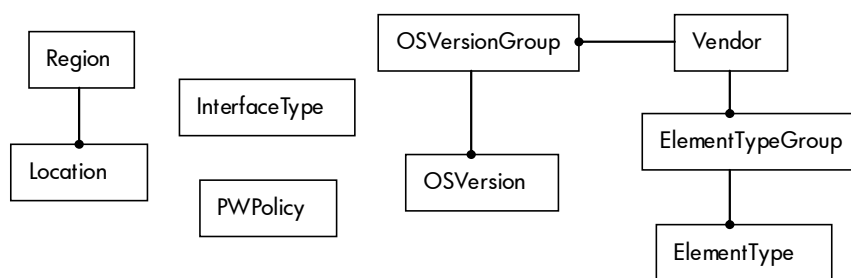 OSVersionGroup
Vendor
Region
InterfaceType
ElementTypeGroup
Location
OSVersion
PWPolicy
ElementType